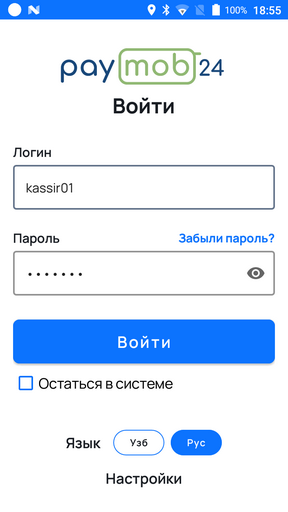 100% 18:55
paymob24
Войти
Логин
kassir01
Пароль Забыли пароль?
•••••••
Войти
Остаться в системе
Язык Узб Рус
Настройки